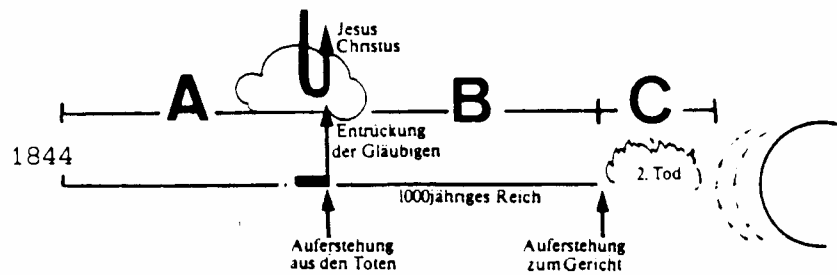 Jesus
Christus
A
B
C
Entrückung
der Gläubigen
1844
2. Tod
1000jähriges Reich
Auferstehung
aus den Toten
Auferstehung
zum Gericht